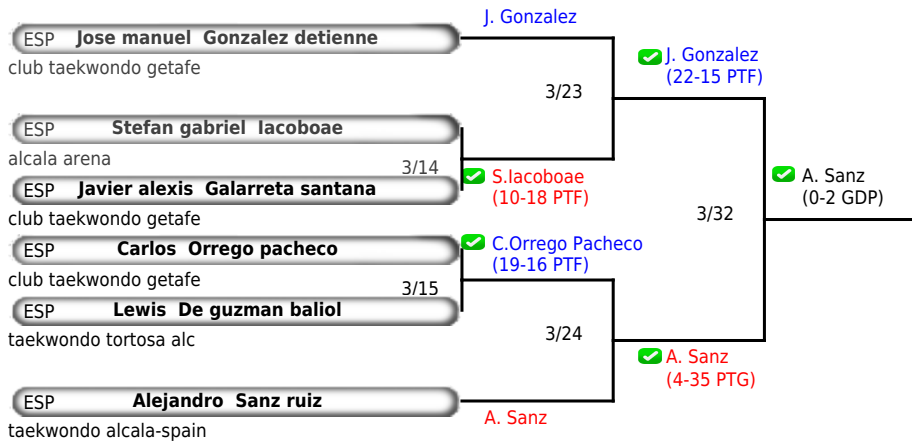 J. Gonzalez
ESP Jose manuel Gonzalez detienne
club taekwondo getafe
J. Gonzalez
(22-15 PTF)
3/23
ESP Stefan gabriel Iacoboae
alcala arena
3/14
S.Iacoboae
(10-18 PTF)
ESP Javier alexis Galarreta santana
club taekwondo getafe
A. Sanz
(0-2 GDP)
3/32
ESP Carlos Orrego pacheco
club taekwondo getafe
C.Orrego Pacheco
(19-16 PTF)
3/15
ESP Lewis De guzman baliol
taekwondo tortosa alc
3/24
A. Sanz
(4-35 PTG)
ESP Alejandro Sanz ruiz
taekwondo alcala-spain
A. Sanz